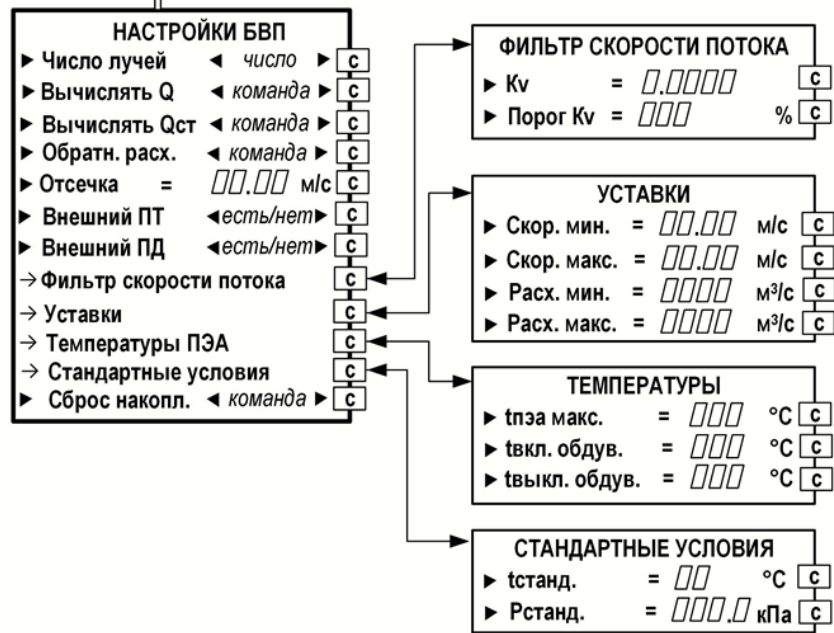 НАСТРОЙКИ БВП
▶ Число лучей ◀ число ▶ С
▶ Вычислять Q ◀ команда ▶ С
▶ Вычислять Qст ◀ команда ▶ С
▶ Обратн. расх. ◀ команда ▶ С
▶ Отсечка = 00.00 м/с С
▶ Внешний ПТ ◀есть/нет▶ С
▶ Внешний ПД ◀есть/нет▶ С
→ Фильтр скорости потока С
→ Уставки С
→ Температуры ПЭА С
→ Стандартные условия С
▶ Сброс накопл. ◀ команда ▶ С
ФИЛЬТР СКОРОСТИ ПОТОКА
▶ Kv = 0.0000 С
▶ Порог Kv = 000 % С
УСТАВКИ
▶ Скор. мин. = 00.00 м/с С
▶ Скор. макс. = 00.00 м/с С
▶ Расх. мин. = 0000 м³/с С
▶ Расх. макс. = 0000 м³/с С
ТЕМПЕРАТУРЫ
▶ tпэа макс. = 000 °С С
▶ tвкл. обдув. = 000 °С С
▶ tвыкл. обдув. = 000 °С С
СТАНДАРТНЫЕ УСЛОВИЯ
▶ tстанд. = 00 °С С
▶ Рстанд. = 000.0 кПа С